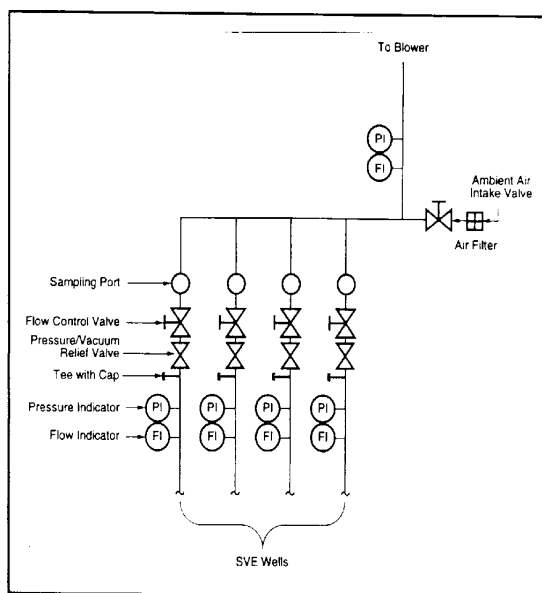 To Blower
PI
FI
Ambient Air
Intake Valve
Air Filter
Sampling Port
Flow Control Valve
Pressure/Vacuum
Relief Valve
Tee with Cap
Pressure Indicator
PI PI PI PI
Flow Indicator
FI FI FI FI
SVE Wells